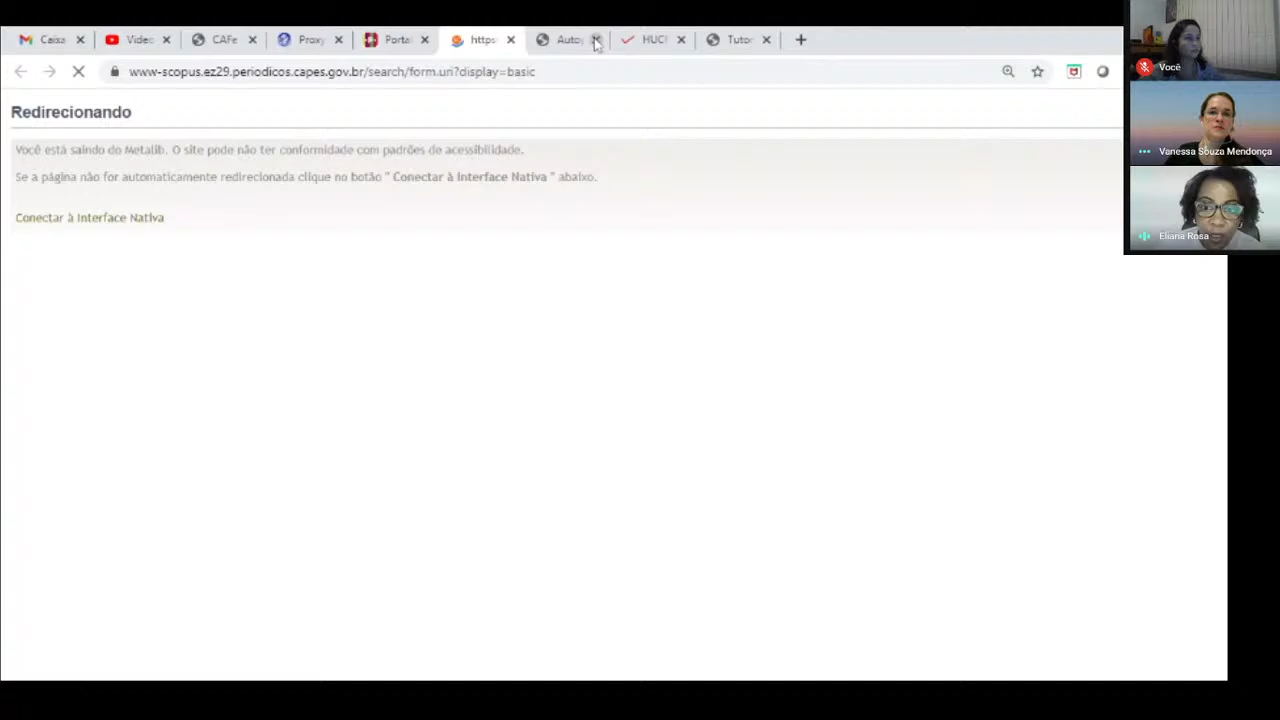 Caixa
Video
CAFe
Proxy
Portal
https
Auto
HUCF
Tutor
www-scopus.ez29.periodicos.capes.gov.br/search/form.uri?display=basic
Redirecionando
Você está saindo do Metalib. O site pode não ter conformidade com padrões de acessibilidade.
Se a página não for automaticamente redirecionada clique no botão " Conectar à Interface Nativa " abaixo.
Conectar à Interface Nativa
Você
Vanessa Souza Mendonça
Eliana Rosa